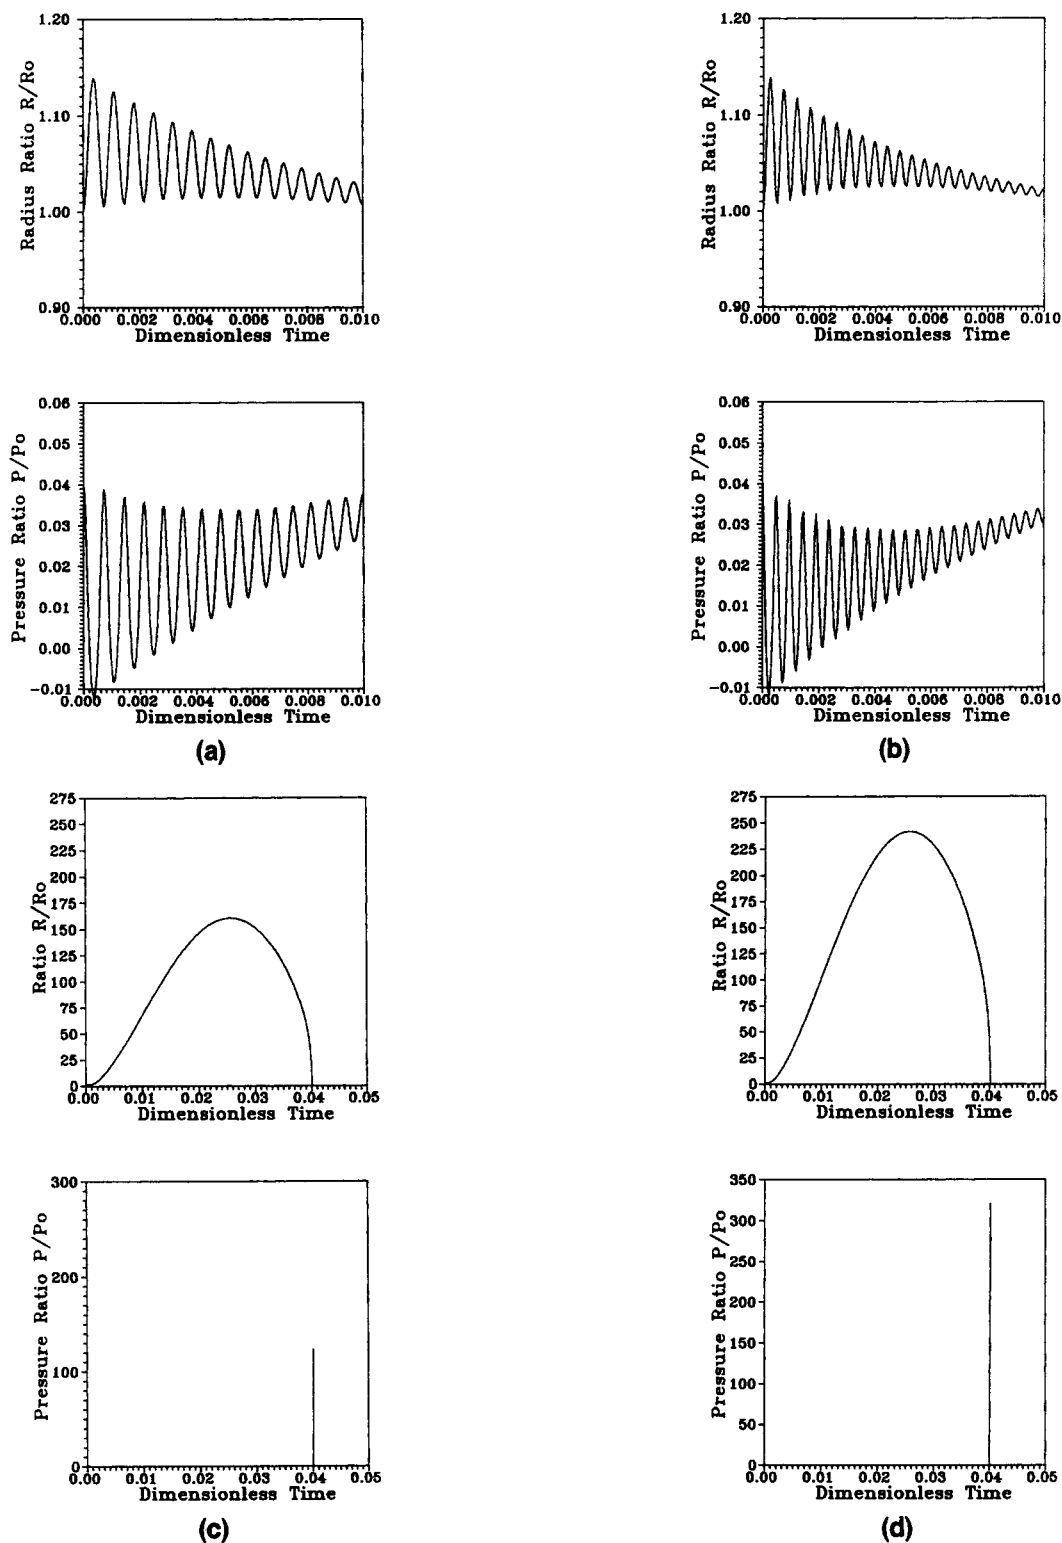 1.20
1.10
1.00
0.90
Radius Ratio R/Ro
0.000 0.002 0.004 0.006 0.008 0.010
Dimensionless Time
1.20
1.10
1.00
0.90
Radius Ratio R/Ro
0.000 0.002 0.004 0.006 0.008 0.010
Dimensionless Time
0.06
0.05
0.04
0.03
0.02
0.01
0.00
−0.01
Pressure Ratio P/Po
0.000 0.002 0.004 0.006 0.008 0.010
Dimensionless Time
(a)
0.06
0.05
0.04
0.03
0.02
0.01
0.00
−0.01
Pressure Ratio P/Po
0.000 0.002 0.004 0.006 0.008 0.010
Dimensionless Time
(b)
275
250
225
200
175
150
125
100
75
50
25
0
Ratio R/Ro
0.00 0.01 0.02 0.03 0.04 0.05
Dimensionless Time
275
250
225
200
175
150
125
100
75
50
25
0
Ratio R/Ro
0.00 0.01 0.02 0.03 0.04 0.05
Dimensionless Time
300
200
100
0
Pressure Ratio P/Po
0.00 0.01 0.02 0.03 0.04 0.05
Dimensionless Time
(c)
350
300
250
200
150
100
50
0
Pressure Ratio P/Po
0.00 0.01 0.02 0.03 0.04 0.05
Dimensionless Time
(d)